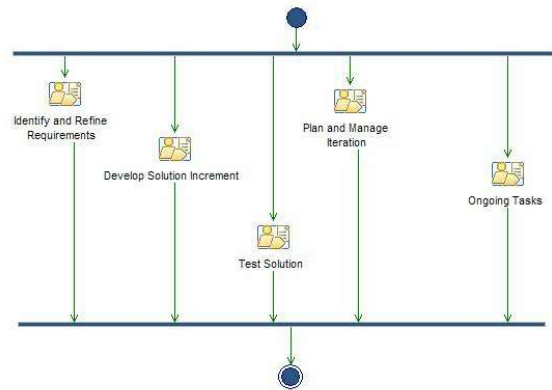 Identify and Refine
Requirements
Plan and Manage
Iteration
Develop Solution Increment
Ongoing Tasks
Test Solution